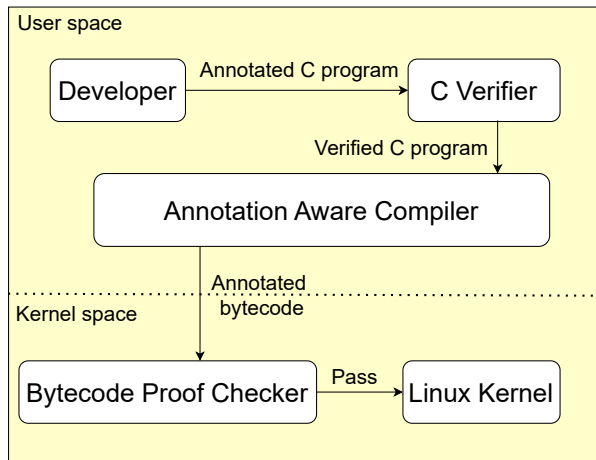 User space
Annotated C program
Developer
C Verifier
Verified C program
Annotation Aware Compiler
Annotated
bytecode
Kernel space
Bytecode Proof Checker
Pass
Linux Kernel